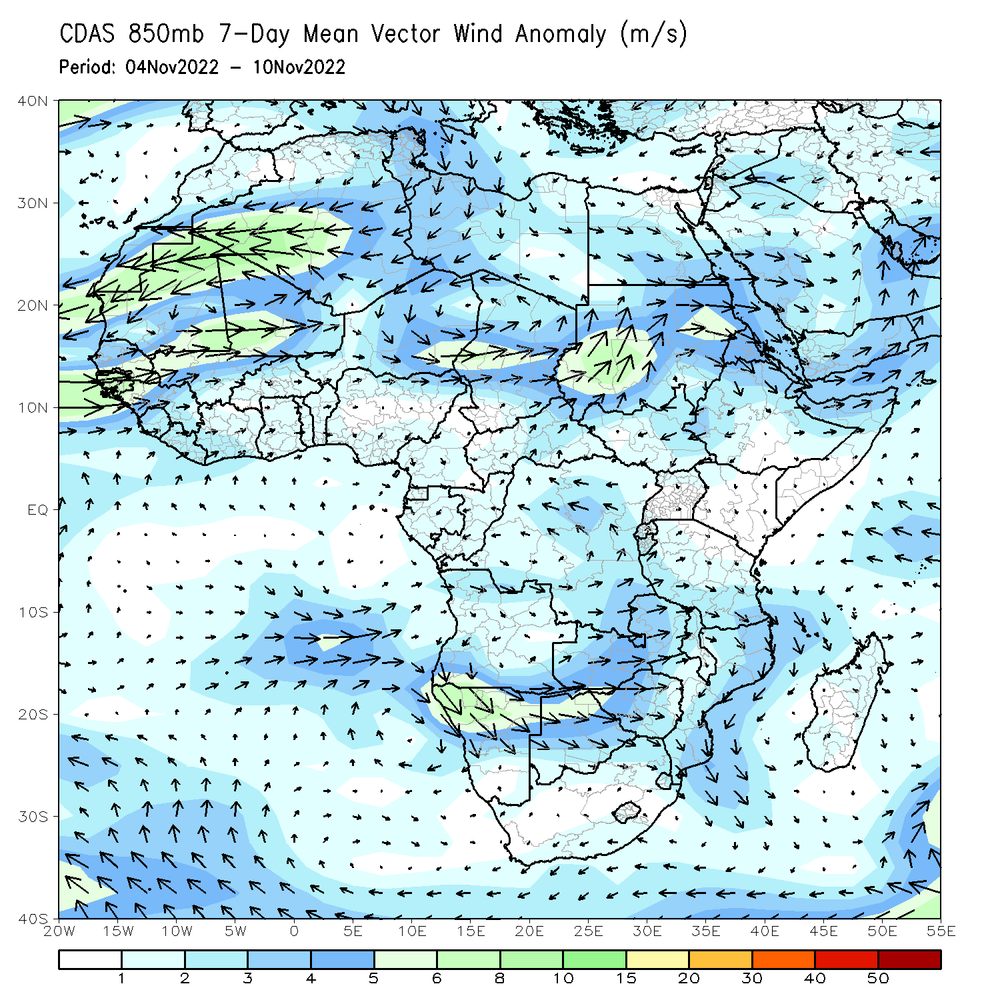 CDAS 850mb 7-Day Mean Vector Wind Anomaly (m/s)
Period: 04Nov2022 - 10Nov2022
40N
30N
20N
10N
EQ
10S
20S
30S
40S
20W 15W 10W 5W 0 5E 10E 15E 20E 25E 30E 35E 40E 45E 50E 55E
1 2 3 4 5 6 8 10 15 20 30 40 50